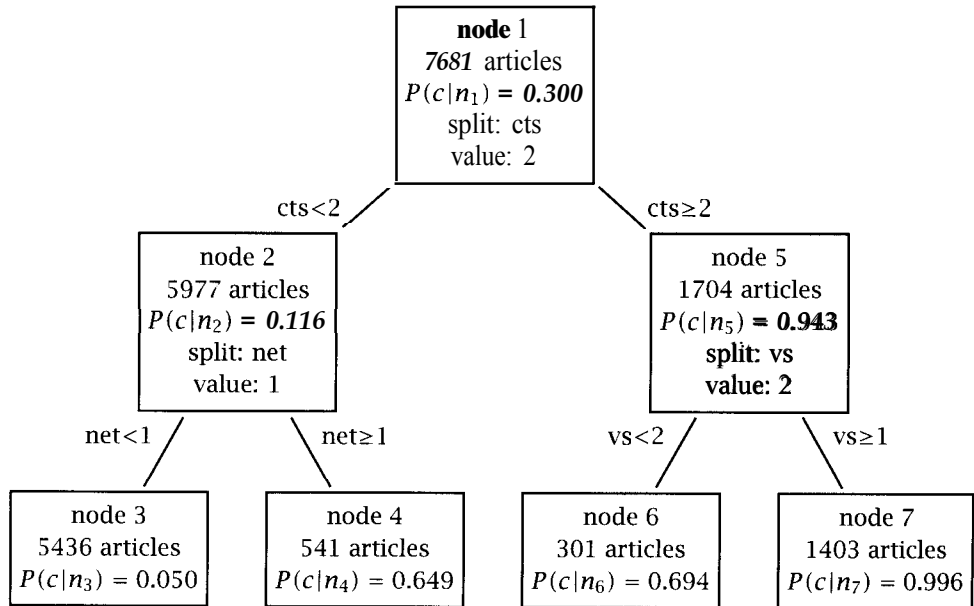 node 1
7681 articles
P(c|n₁) = 0.300
split: cts
value: 2
cts<2
cts≥2
node 2
5977 articles
P(c|n₂) = 0.116
split: net
value: 1
node 5
1704 articles
P(c|n₅) = 0.943
split: vs
value: 2
net<1
net≥1
vs<2
vs≥1
node 3
5436 articles
P(c|n₃) = 0.050
node 4
541 articles
P(c|n₄) = 0.649
node 6
301 articles
P(c|n₆) = 0.694
node 7
1403 articles
P(c|n₇) = 0.996